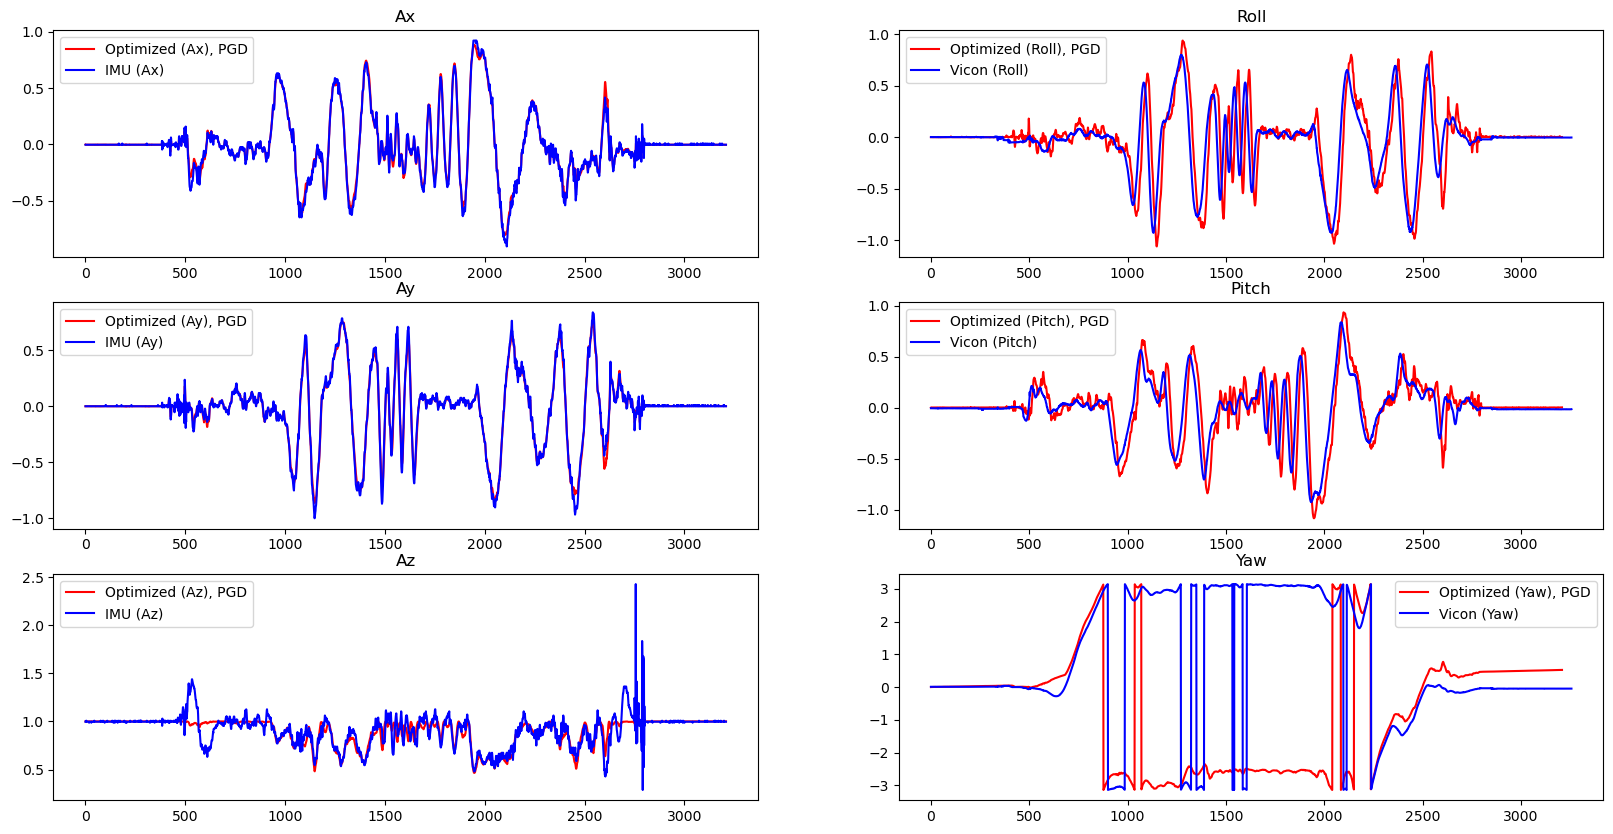 Ax
1.0
0.5
0.0
−0.5
Optimized (Ax), PGD
IMU (Ax)
0 500 1000 1500 2000 2500 3000
Roll
1.0
0.5
0.0
−0.5
−1.0
Optimized (Roll), PGD
Vicon (Roll)
0 500 1000 1500 2000 2500 3000
Ay
0.5
0.0
−0.5
−1.0
Optimized (Ay), PGD
IMU (Ay)
0 500 1000 1500 2000 2500 3000
Pitch
1.0
0.5
0.0
−0.5
−1.0
Optimized (Pitch), PGD
Vicon (Pitch)
0 500 1000 1500 2000 2500 3000
Az
2.5
2.0
1.5
1.0
0.5
Optimized (Az), PGD
IMU (Az)
0 500 1000 1500 2000 2500 3000
Yaw
3
2
1
0
−1
−2
−3
Optimized (Yaw), PGD
Vicon (Yaw)
0 500 1000 1500 2000 2500 3000